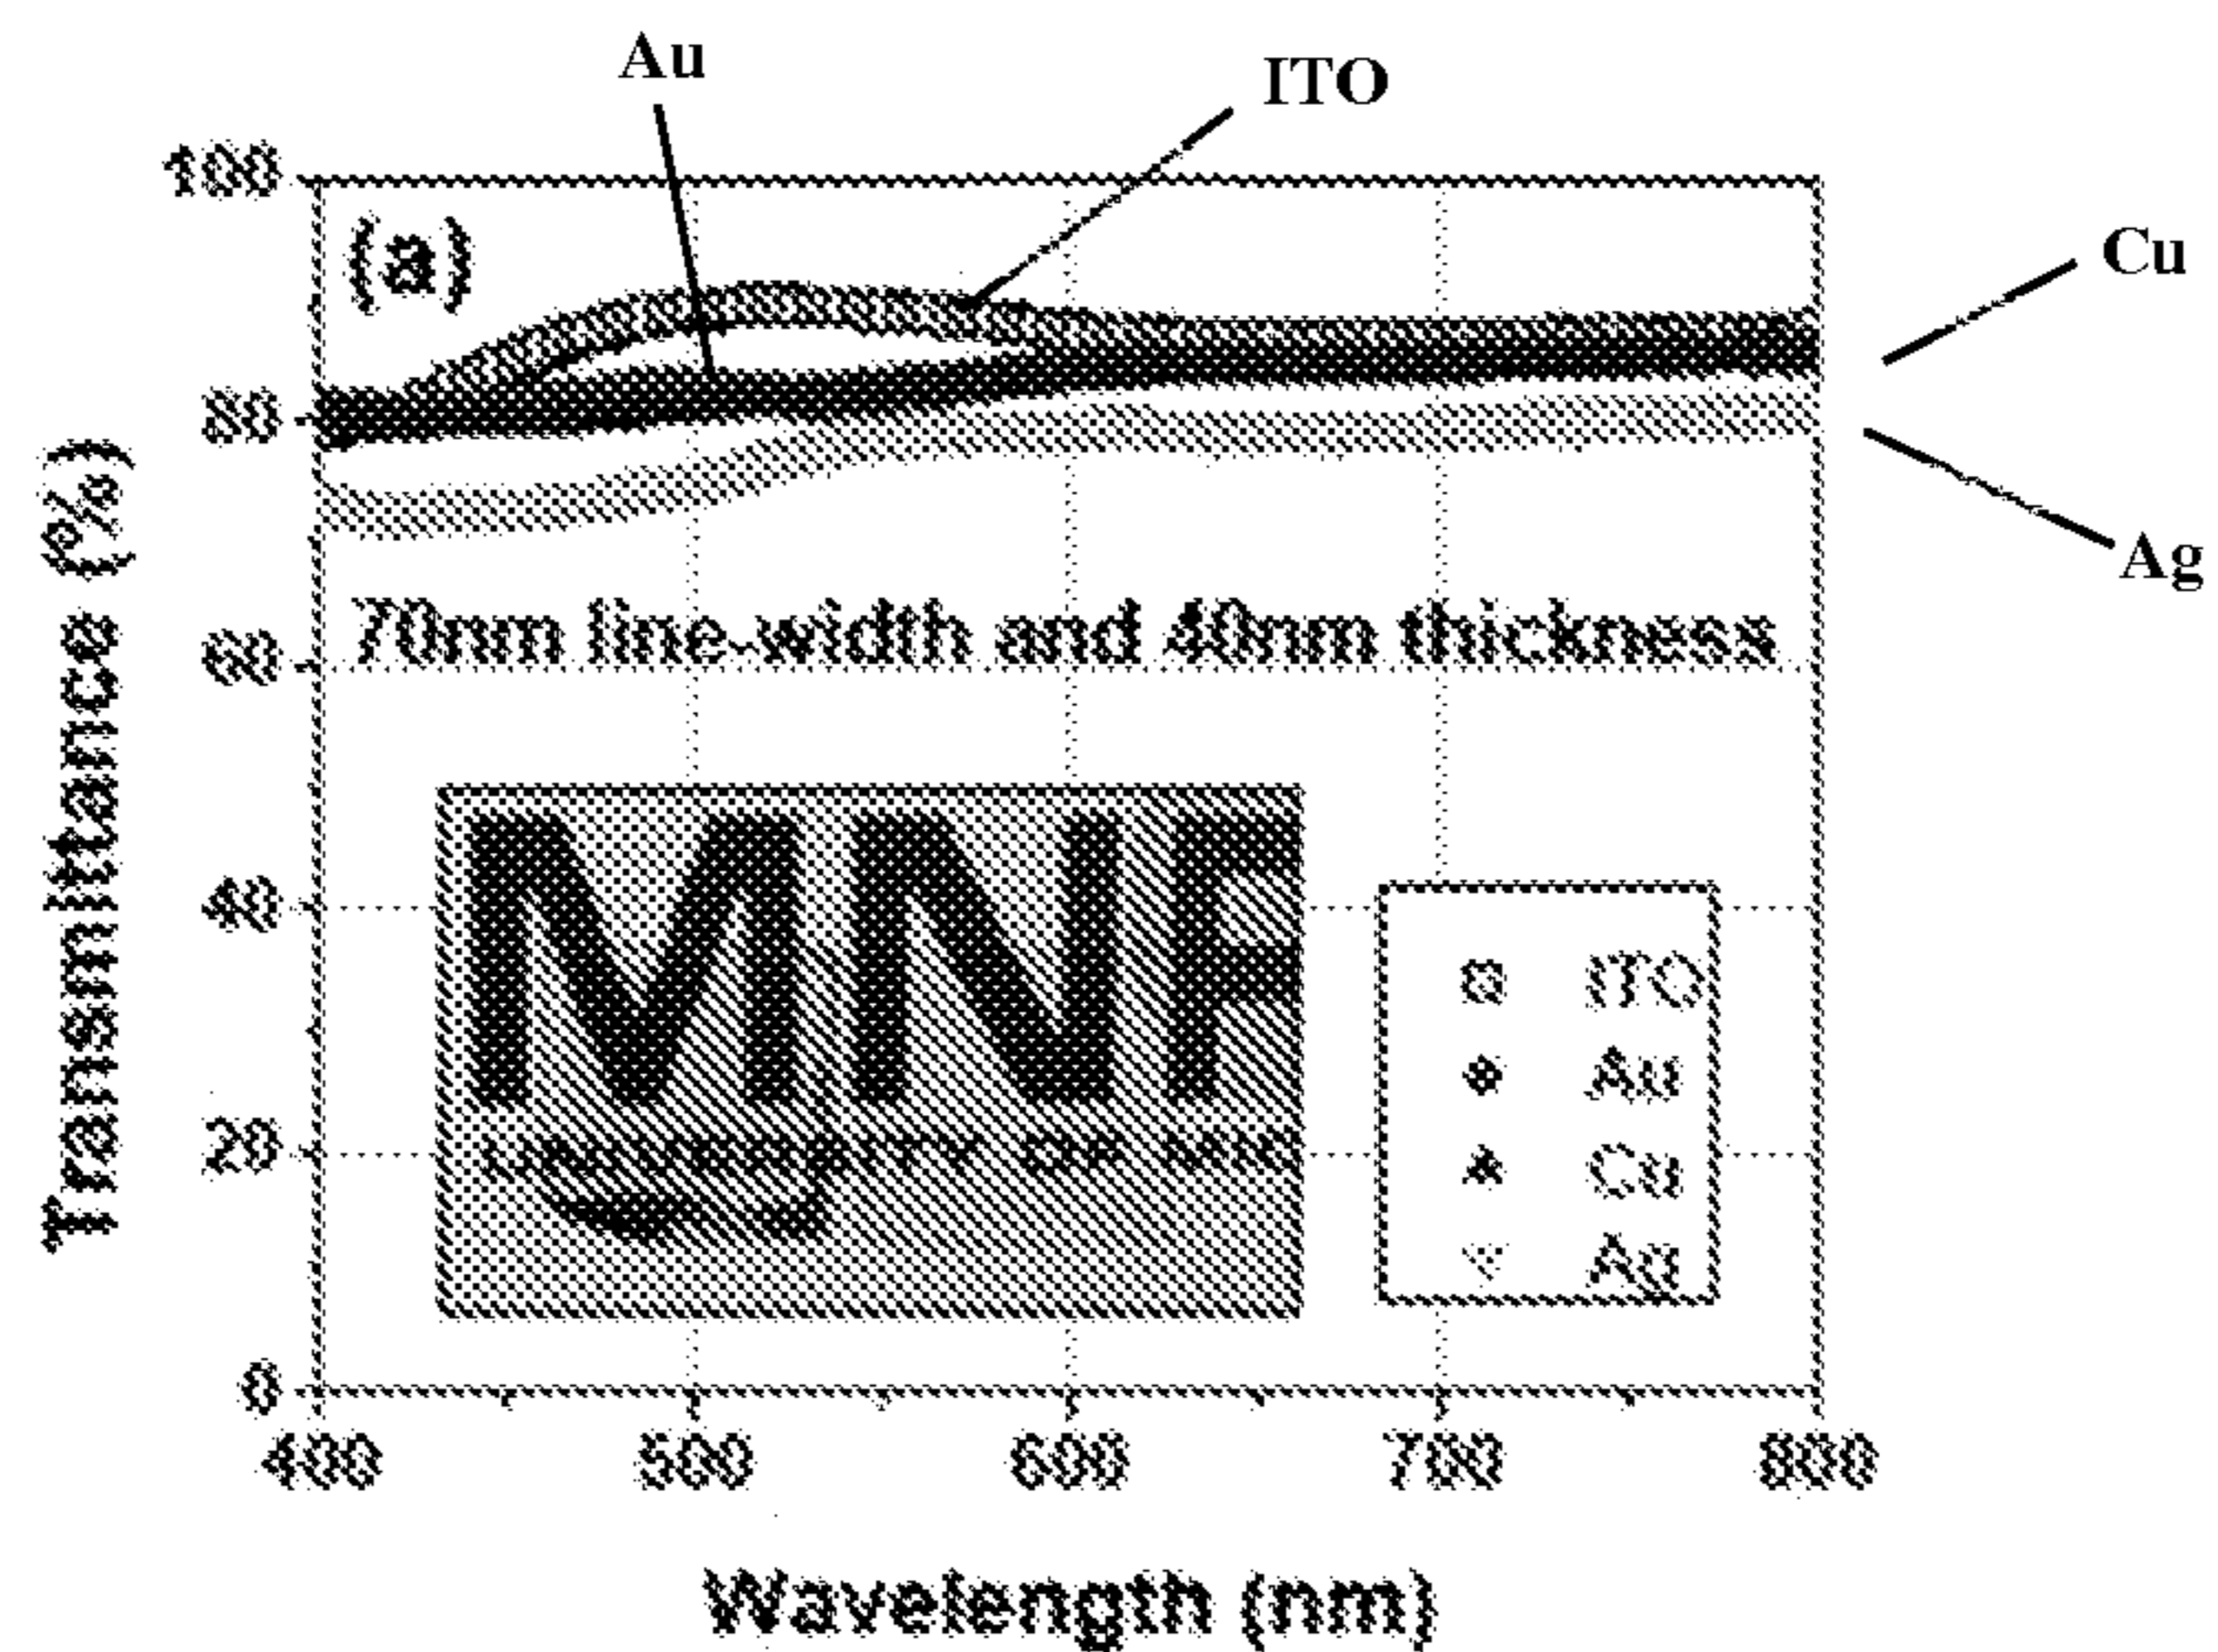 Au
ITO
Cu
Ag
(a)
Transmittance (%)
100
80
60
40
20
0
70nm line-width and 40nm thickness
MNF
ITO
Au
Cu
Ag
400
500
600
700
800
Wavelength (nm)